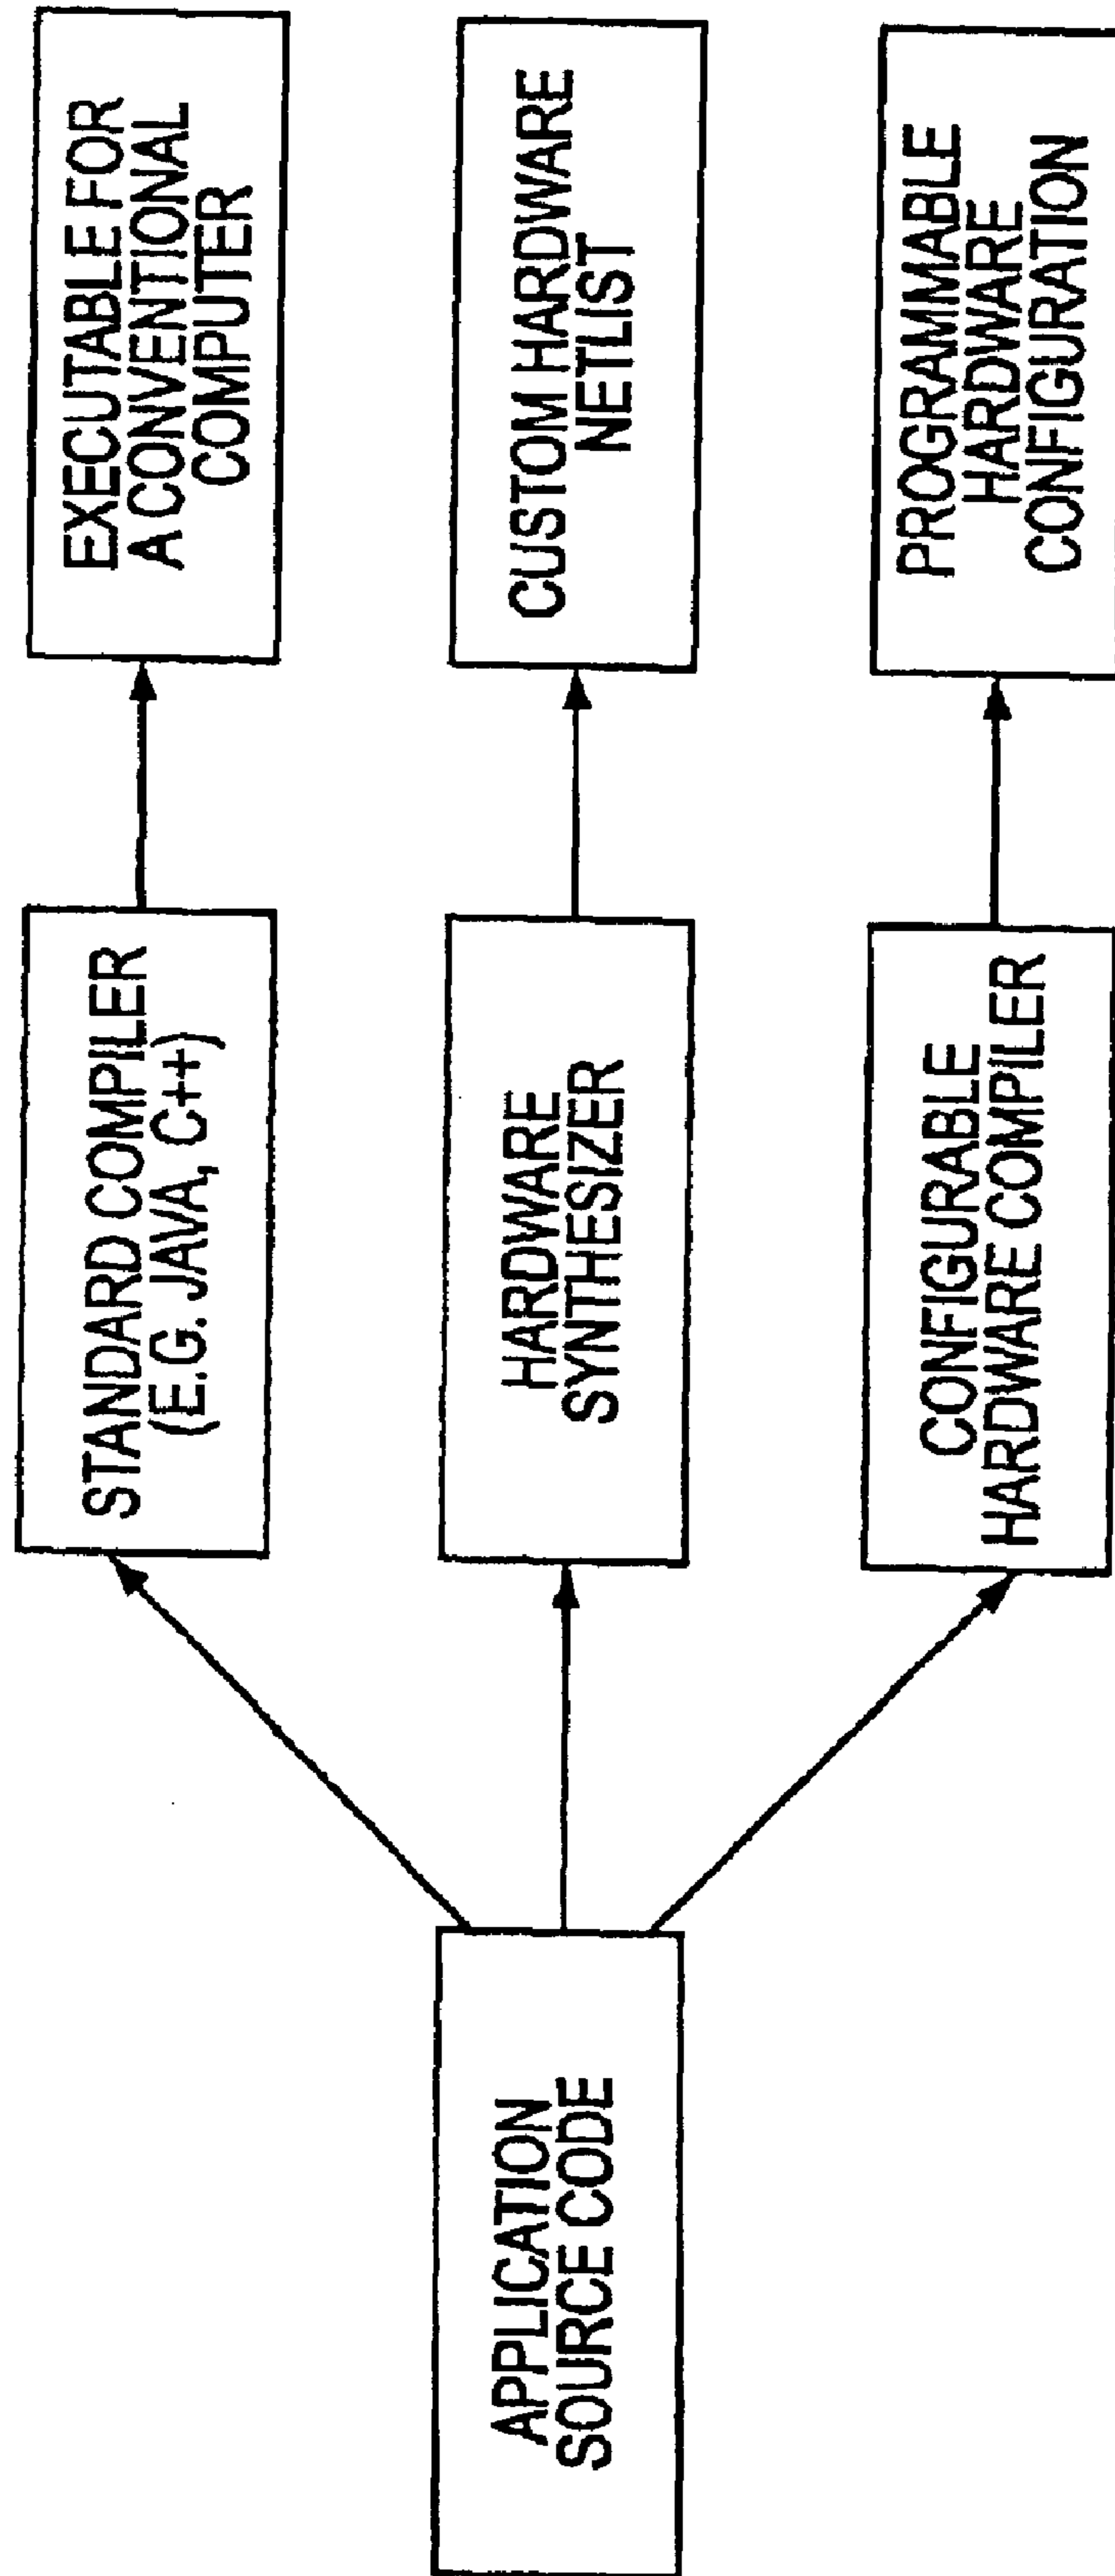 APPLICATION
SOURCE CODE
STANDARD COMPILER
(E.G. JAVA, C++)
EXECUTABLE FOR
A CONVENTIONAL
COMPUTER
HARDWARE
SYNTHESIZER
CUSTOM HARDWARE
NETLIST
CONFIGURABLE
HARDWARE COMPILER
PROGRAMMABLE
HARDWARE
CONFIGURATION